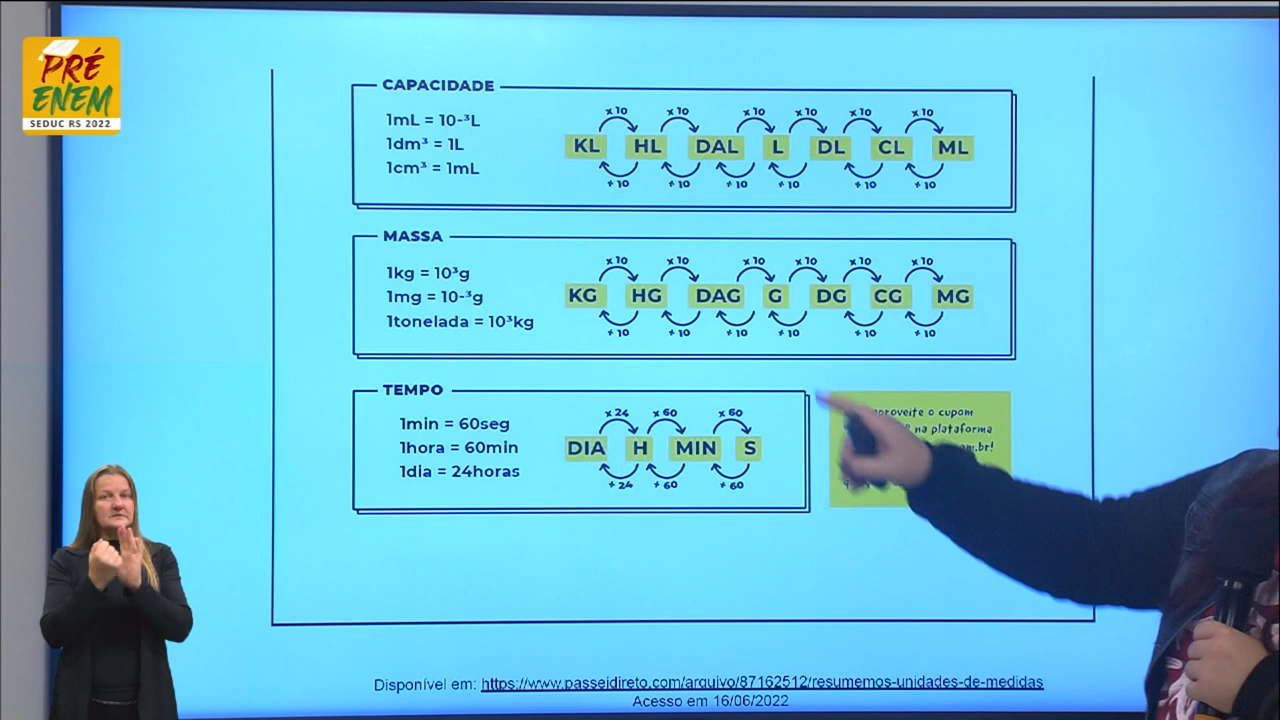 PRÉ
ENEM
SEDUC RS 2022
CAPACIDADE
1mL = 10-³L
1dm³ = 1L
1cm³ = 1mL
x 10 x 10 x 10 x 10 x 10 x 10
KL HL DAL L DL CL ML
÷ 10 ÷ 10 ÷ 10 ÷ 10 ÷ 10 ÷ 10
MASSA
1kg = 10³g
1mg = 10-³g
1tonelada = 10³kg
x 10 x 10 x 10 x 10 x 10 x 10
KG HG DAG G DG CG MG
÷ 10 ÷ 10 ÷ 10 ÷ 10 ÷ 10 ÷ 10
TEMPO
1min = 60seg
1hora = 60min
1dia = 24horas
x 24 x 60 x 60
DIA H MIN S
÷ 24 ÷ 60 ÷ 60
o cupom
na plataforma
Disponível em: https://www.passeidireto.com/arquivo/87162512/resumemos-unidades-de-medidas
Acesso em 16/06/2022